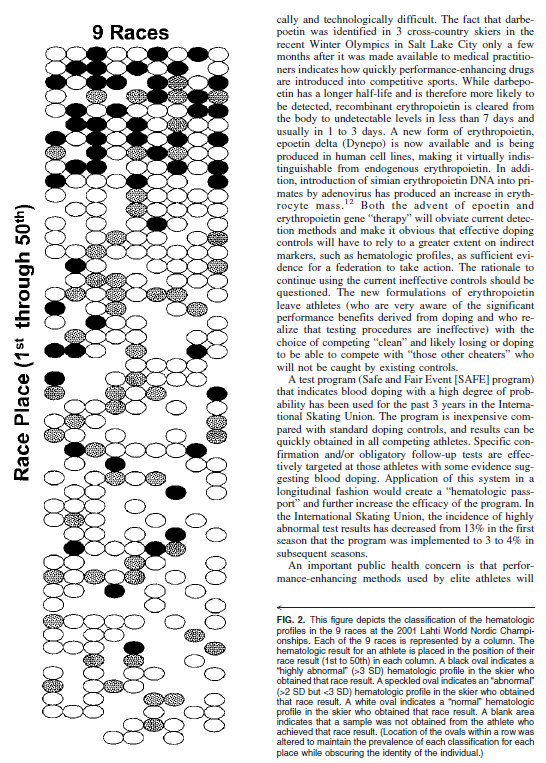 9 Races
Race Place (1st through 50th)
cally and technologically difficult. The fact that darbe-
poetin was identified in 3 cross-country skiers in the
recent Winter Olympics in Salt Lake City only a few
months after it was made available to medical practitio-
ners indicates how quickly performance-enhancing drugs
are introduced into competitive sports. While darbepo-
etin has a longer half-life and is therefore more likely to
be detected, recombinant erythropoietin is cleared from
the body to undetectable levels in less than 7 days and
usually in 1 to 3 days. A new form of erythropoietin,
epoetin delta (Dynepo) is now available and is being
produced in human cell lines, making it virtually indis-
tinguishable from endogenous erythropoietin. In addi-
tion, introduction of simian erythropoietin DNA into pri-
mates by adenovirus has produced an increase in eryth-
rocyte mass.12 Both the advent of epoetin and
erythropoietin gene “therapy” will obviate current detec-
tion methods and make it obvious that effective doping
controls will have to rely to a greater extent on indirect
markers, such as hematologic profiles, as sufficient evi-
dence for a federation to take action. The rationale to
continue using the current ineffective controls should be
questioned. The new formulations of erythropoietin
leave athletes (who are very aware of the significant
performance benefits derived from doping and who re-
alize that testing procedures are ineffective) with the
choice of competing “clean” and likely losing or doping
to be able to compete with “those other cheaters” who
will not be caught by existing controls.
A test program (Safe and Fair Event [SAFE] program)
that indicates blood doping with a high degree of prob-
ability has been used for the past 3 years in the Interna-
tional Skating Union. The program is inexpensive com-
pared with standard doping controls, and results can be
quickly obtained in all competing athletes. Specific con-
firmation and/or obligatory follow-up tests are effec-
tively targeted at those athletes with some evidence sug-
gesting blood doping. Application of this system in a
longitudinal fashion would create a “hematologic pass-
port” and further increase the efficacy of the program. In
the International Skating Union, the incidence of highly
abnormal test results has decreased from 13% in the first
season that the program was implemented to 3 to 4% in
subsequent seasons.
An important public health concern is that perfor-
mance-enhancing methods used by elite athletes will
FIG. 2. This figure depicts the classification of the hematologic
profiles in the 9 races at the 2001 Lahti World Nordic Champi-
onships. Each of the 9 races is represented by a column. The
hematologic result for an athlete is placed in the position of their
race result (1st to 50th) in each column. A black oval indicates a
“highly abnormal” (>3 SD) hematologic profile in the skier who
obtained that race result. A speckled oval indicates an “abnormal”
(>2 SD but <3 SD) hematologic profile in the skier who obtained
that race result. A white oval indicates a “normal” hematologic
profile in the skier who obtained that race result. A blank area
indicates that a sample was not obtained from the athlete who
achieved that race result. (Location of the ovals within a row was
altered to maintain the prevalence of each classification for each
place while obscuring the identity of the individual.)